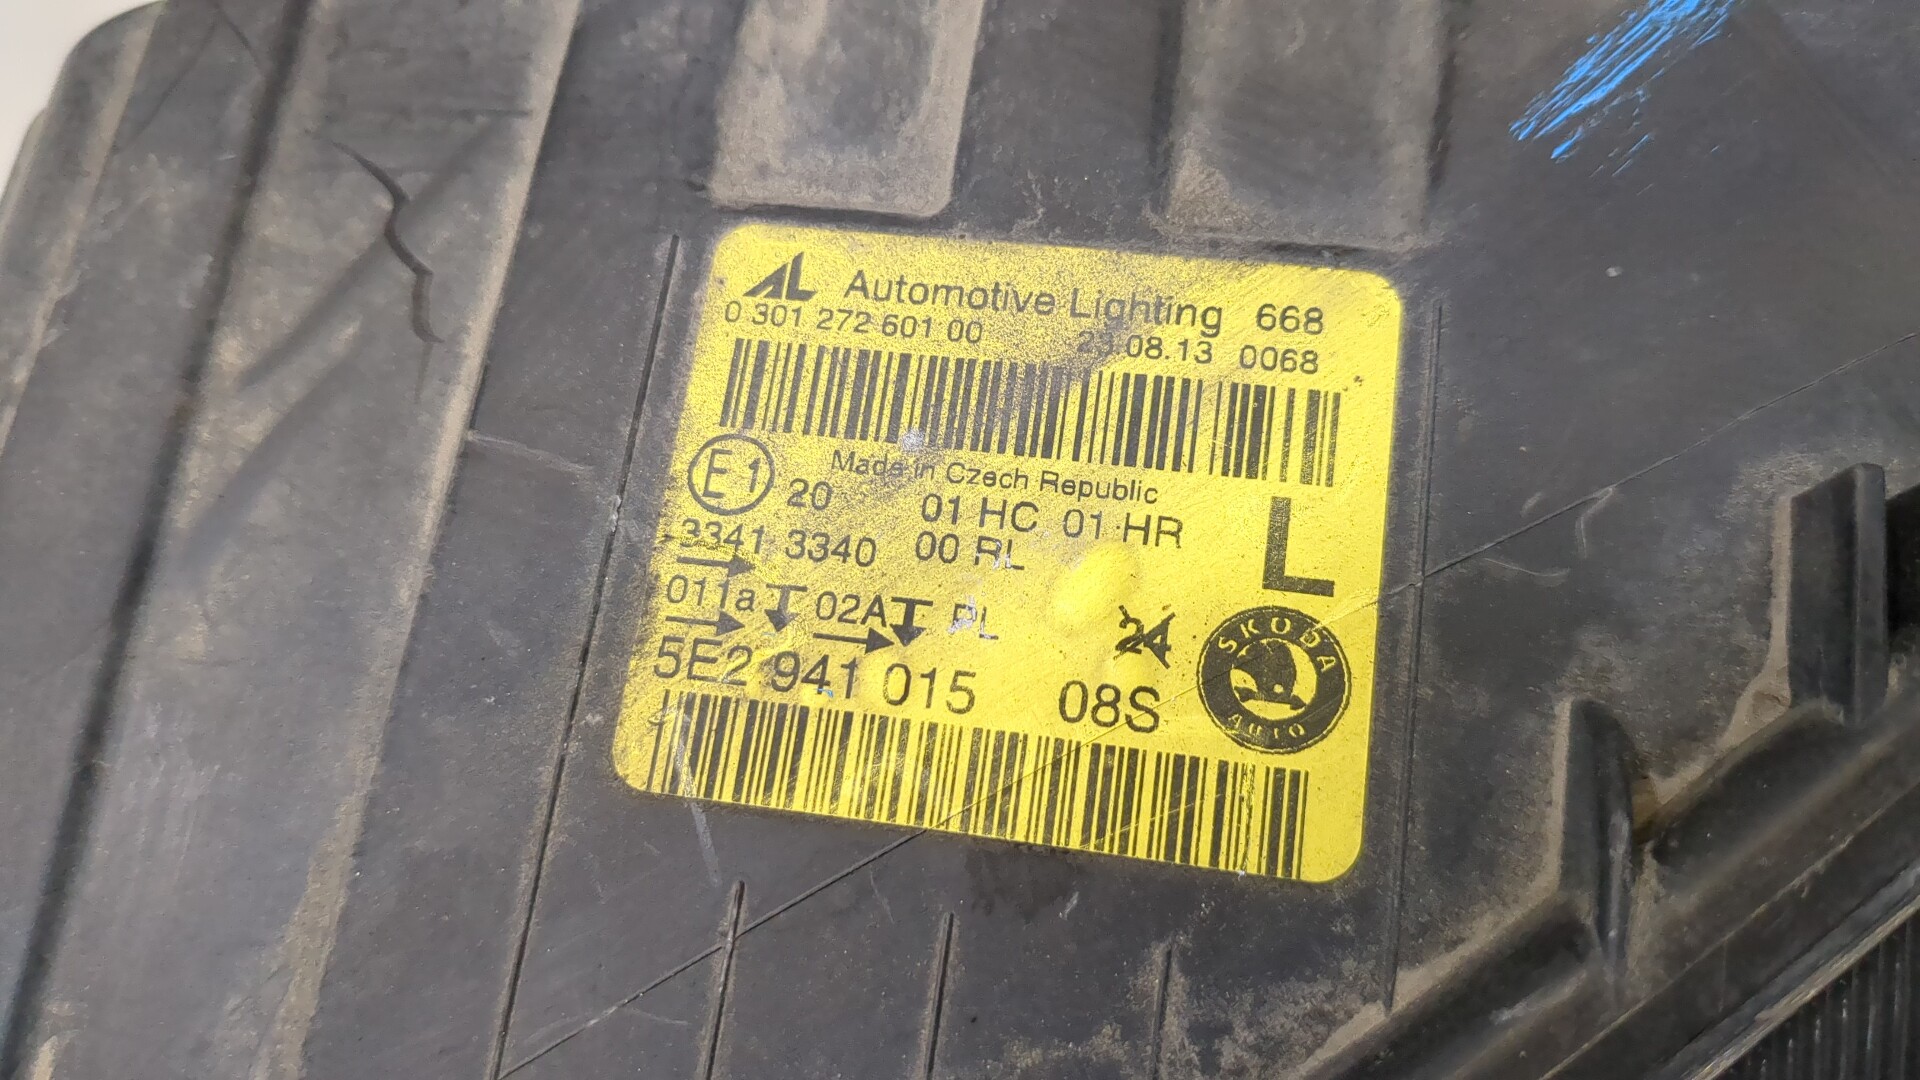 AL Automotive Lighting 668
0 301 272 601 00 23.08.13 0068
Made in Czech Republic
E1 20 01 HC 01 HR
3341 3340 00 RL
L
011a 02A PL
24
5E2 941 015 08S
SKODA
AUTO